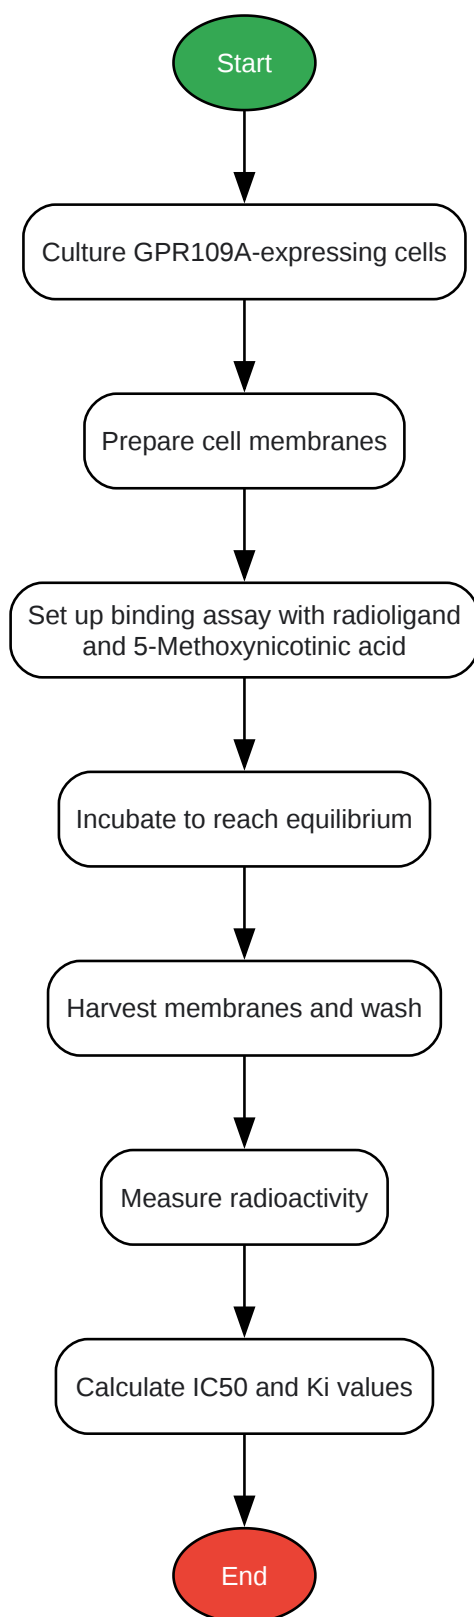 Start
Culture GPR109A-expressing cells
Prepare cell membranes
Set up binding assay with radioligand
and 5-Methoxynicotinic acid
Incubate to reach equilibrium
Harvest membranes and wash
Measure radioactivity
Calculate IC50 and Ki values
End